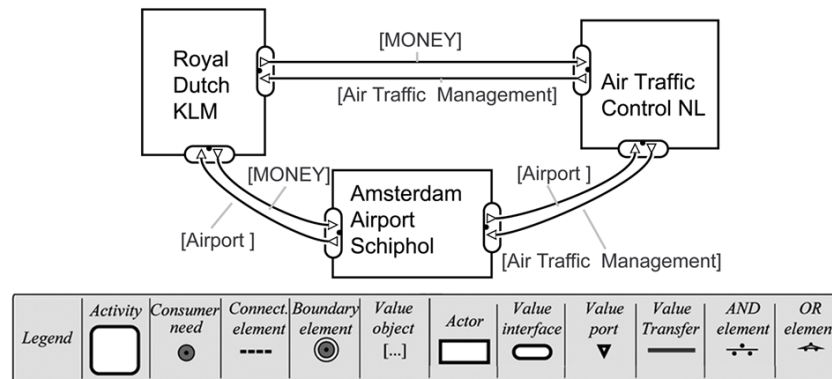 [MONEY]
Royal
Dutch
KLM
Air Traffic
Control NL
[Air Traffic Management]
[MONEY]
[Airport ]
Amsterdam
Airport
Schiphol
[Airport ]
[Air Traffic Management]
Legend
Activity
Consumer
need
Connect.
element
Boundary
element
Value
object
[...]
Actor
Value
interface
Value
port
Value
Transfer
AND
element
OR
elemen